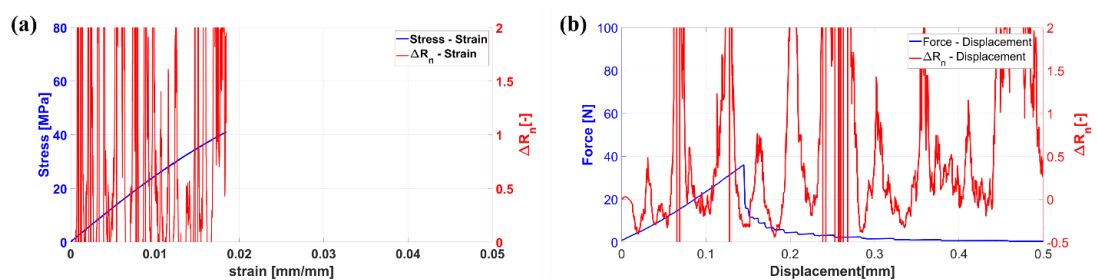 (a)
80
60
40
20
0
Stress [MPa]
Stress - Strain
ΔRn - Strain
2
1.5
1
0.5
0
ΔRn[-]
0
0.01
0.02
0.03
0.04
0.05
strain [mm/mm]
(b)
100
80
60
40
20
0
Force [N]
Force - Displacement
ΔRn - Displacement
2
1.5
1
0.5
0
-0.5
ΔRn[-]
0
0.1
0.2
0.3
0.4
0.5
Displacement[mm]